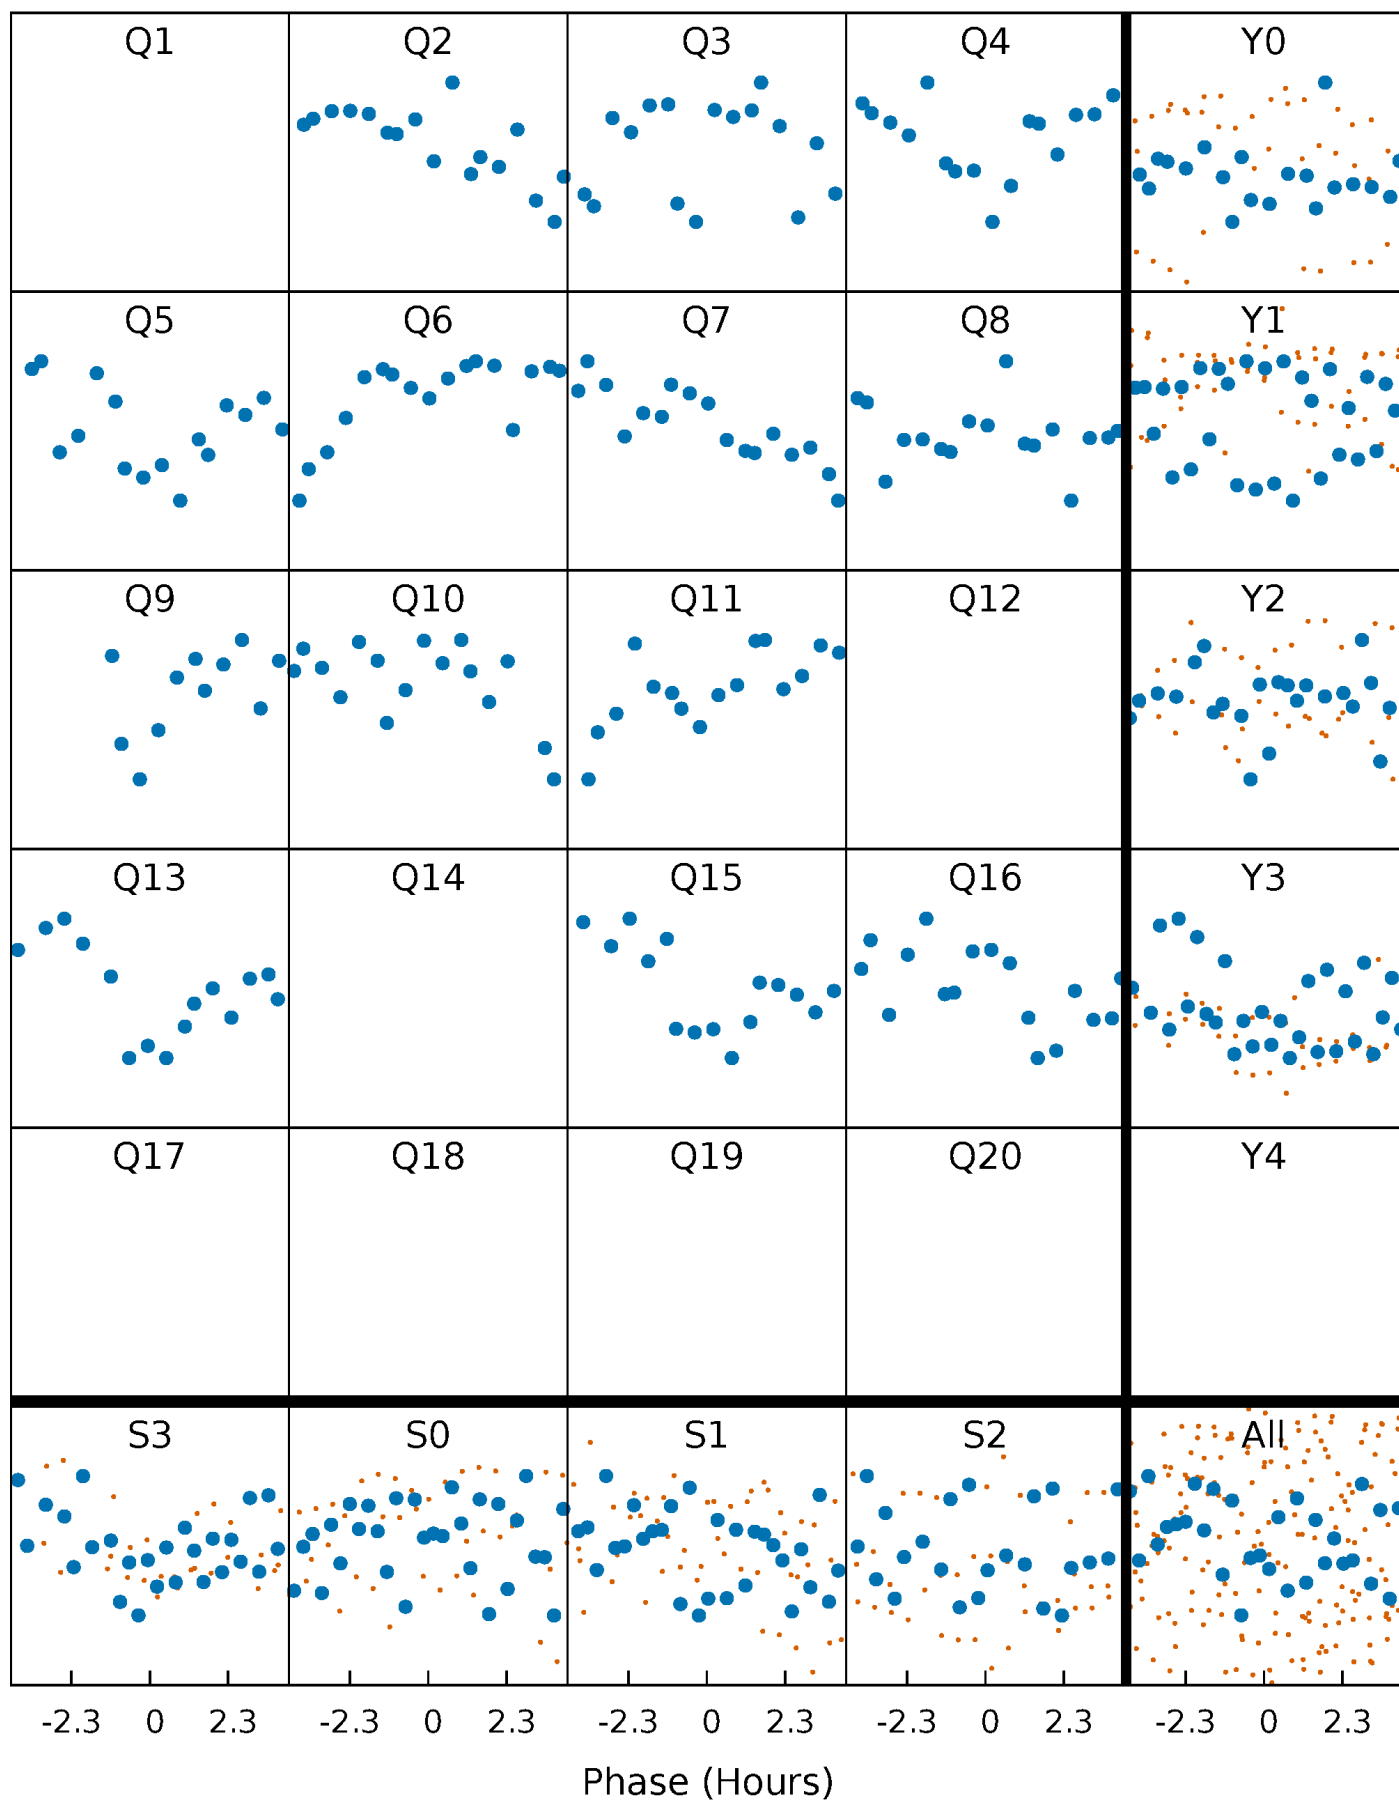 Q1 Q2 Q3 Q4 Y0
Q5 Q6 Q7 Q8 Y1
Q9 Q10 Q11 Q12 Y2
Q13 Q14 Q15 Q16 Y3
Q17 Q18 Q19 Q20 Y4
S3 S0 S1 S2 All
-2.3 0 2.3 -2.3 0 2.3 -2.3 0 2.3 -2.3 0 2.3 -2.3 0 2.3
Phase (Hours)